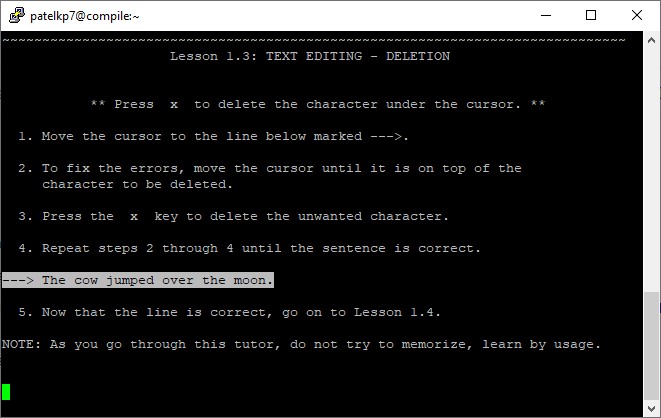 patelkp7@compile:~
~~~~~~~~~~~~~~~~~~~~~~~~~~~~~~~~~~~~~~~~~~~~~~~~~~~~~~~~~~~~~~~~~~~~~~~~~~~~~~
Lesson 1.3: TEXT EDITING - DELETION
** Press  x  to delete the character under the cursor. **
1. Move the cursor to the line below marked --->.
2. To fix the errors, move the cursor until it is on top of the
character to be deleted.
3. Press the  x  key to delete the unwanted character.
4. Repeat steps 2 through 4 until the sentence is correct.
---> The cow jumped over the moon.
5. Now that the line is correct, go on to Lesson 1.4.
NOTE: As you go through this tutor, do not try to memorize, learn by usage.